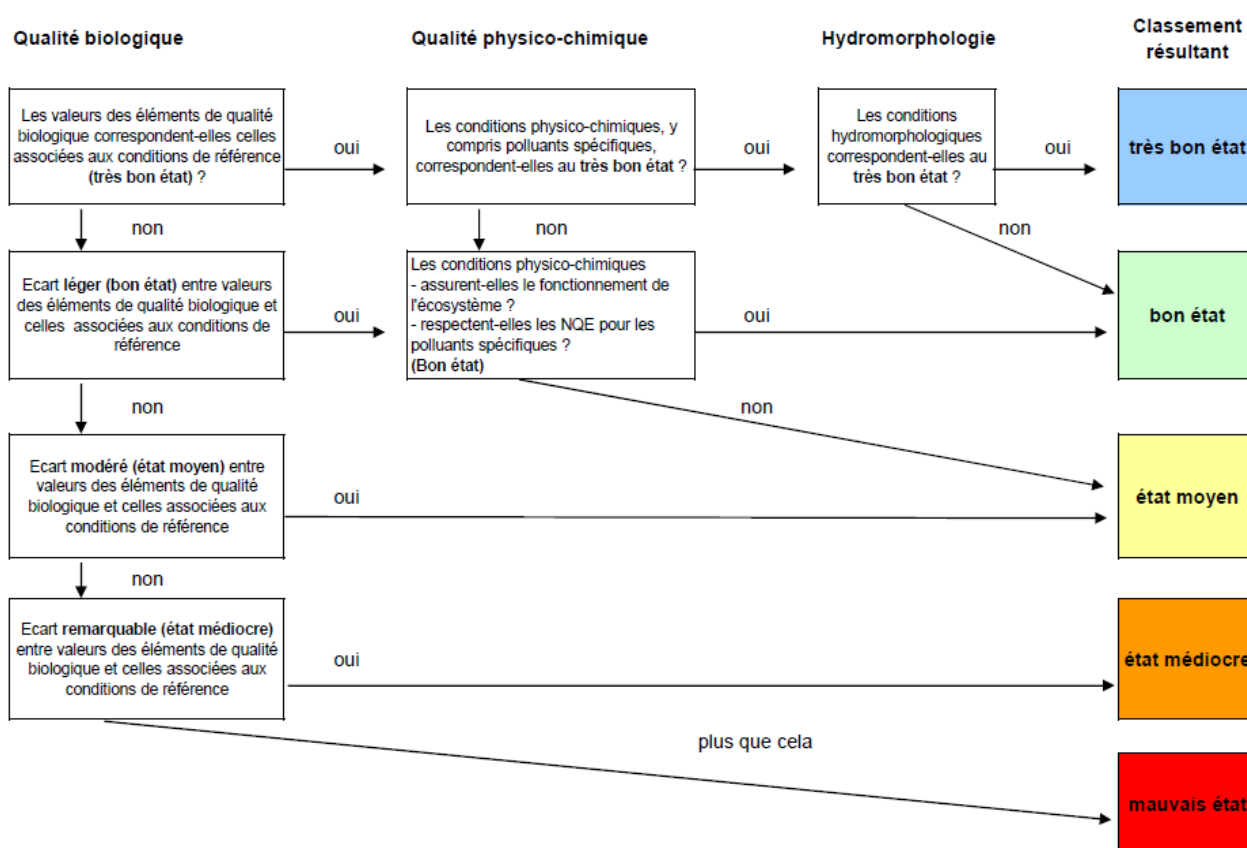 Qualité biologique
Qualité physico-chimique
Hydromorphologie
Classement
résultant
Les valeurs des éléments de qualité
biologique correspondent-elles celles
associées aux conditions de référence
(très bon état) ?
oui
Les conditions physico-chimiques, y
compris polluants spécifiques,
correspondent-elles au très bon état ?
oui
Les conditions
hydromorphologiques
correspondent-elles au
très bon état ?
oui
très bon état
non
non
non
Ecart léger (bon état) entre valeurs
des éléments de qualité biologique et
celles associées aux conditions de
référence
oui
Les conditions physico-chimiques
- assurent-elles le fonctionnement de
l'écosystème ?
- respectent-elles les NQE pour les
polluants spécifiques ?
(Bon état)
oui
bon état
non
non
Ecart modéré (état moyen) entre
valeurs des éléments de qualité
biologique et celles associées aux
conditions de référence
oui
état moyen
non
Ecart remarquable (état médiocre)
entre valeurs des éléments de qualité
biologique et celles associées aux
conditions de référence
oui
état médiocre
plus que cela
mauvais état